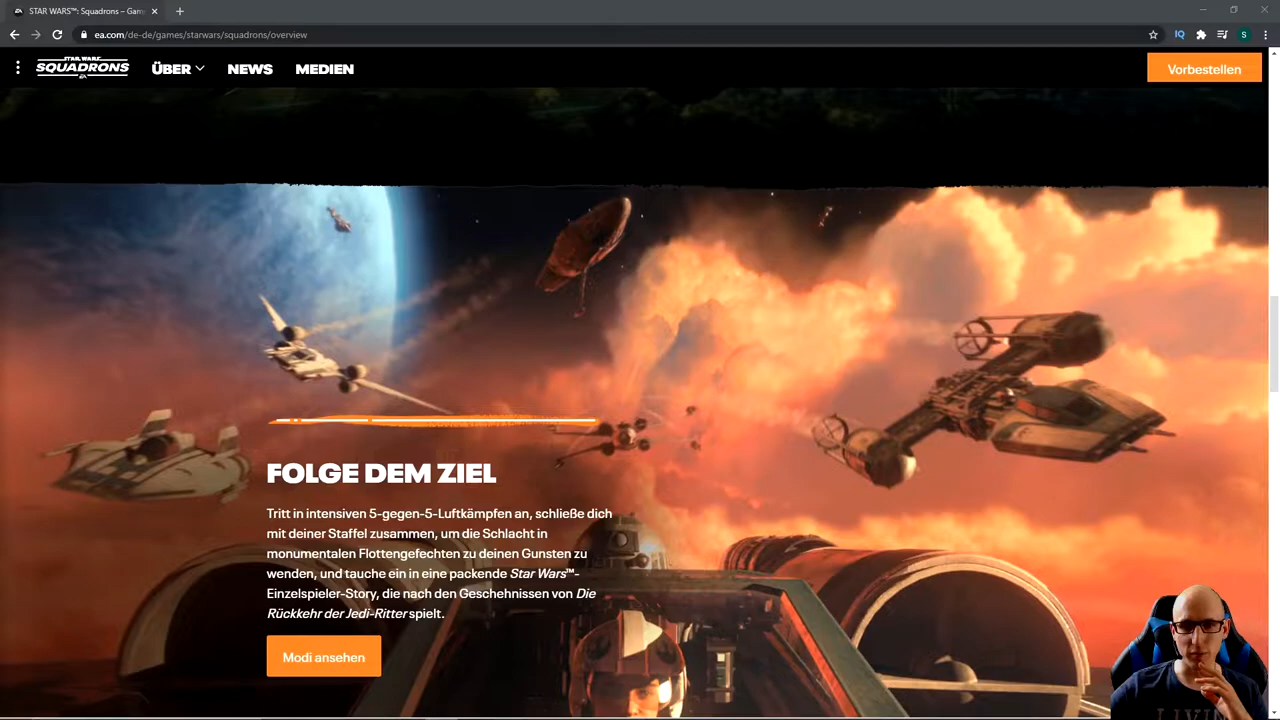 STAR WARS™: Squadrons – Gam
ea.com/de-de/games/starwars/squadrons/overview
IQ
S
STAR WARS
SQUADRONS
EA
ÜBER
NEWS
MEDIEN
Vorbestellen
FOLGE DEM ZIEL
Tritt in intensiven 5-gegen-5-Luftkämpfen an, schließe dich
mit deiner Staffel zusammen, um die Schlacht in
monumentalen Flottengefechten zu deinen Gunsten zu
wenden, und tauche ein in eine packende Star Wars™-
Einzelspieler-Story, die nach den Geschehnissen von Die
Rückkehr der Jedi-Ritter spielt.
Modi ansehen